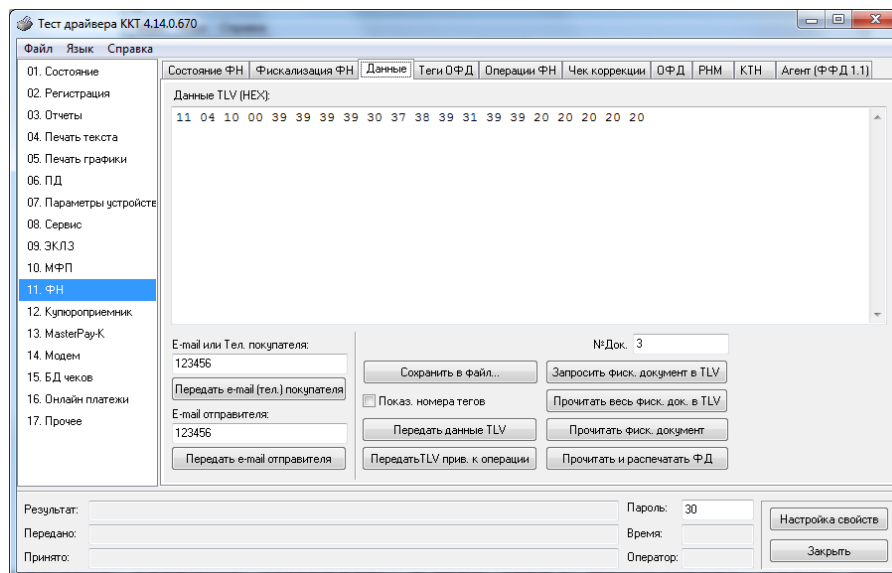 Тест драйвера ККТ 4.14.0.670
Файл Язык Справка
01. Состояние
02. Регистрация
03. Отчеты
04. Печать текста
05. Печать графики
06. ПД
07. Параметры устройств
08. Сервис
09. ЭКЛЗ
10. МФП
11. ФН
12. Купюроприемник
13. MasterPay-K
14. Модем
15. БД чеков
16. Онлайн платежи
17. Прочее
Состояние ФН Фискализация ФН Данные Теги ОФД Операции ФН Чек коррекции ОФД РНМ КТН Агент (ФФД 1.1)
Данные TLV (HEX):
11 04 10 00 39 39 39 39 30 37 38 39 31 39 39 20 20 20 20 20
E-mail или Тел. покупателя:
123456
Передать e-mail (тел.) покупателя
E-mail отправителя:
123456
Передать e-mail отправителя
№Док. 3
Сохранить в файл... Запросить фиск. документ в TLV
Показ. номера тегов Прочитать весь фиск. док. в TLV
Передать данные TLV Прочитать фиск. документ
ПередатьTLV прив. к операции Прочитать и распечатать ФД
Результат: Пароль: 30
Передано: Время:
Принято: Оператор:
Настройка свойств
Закрыть